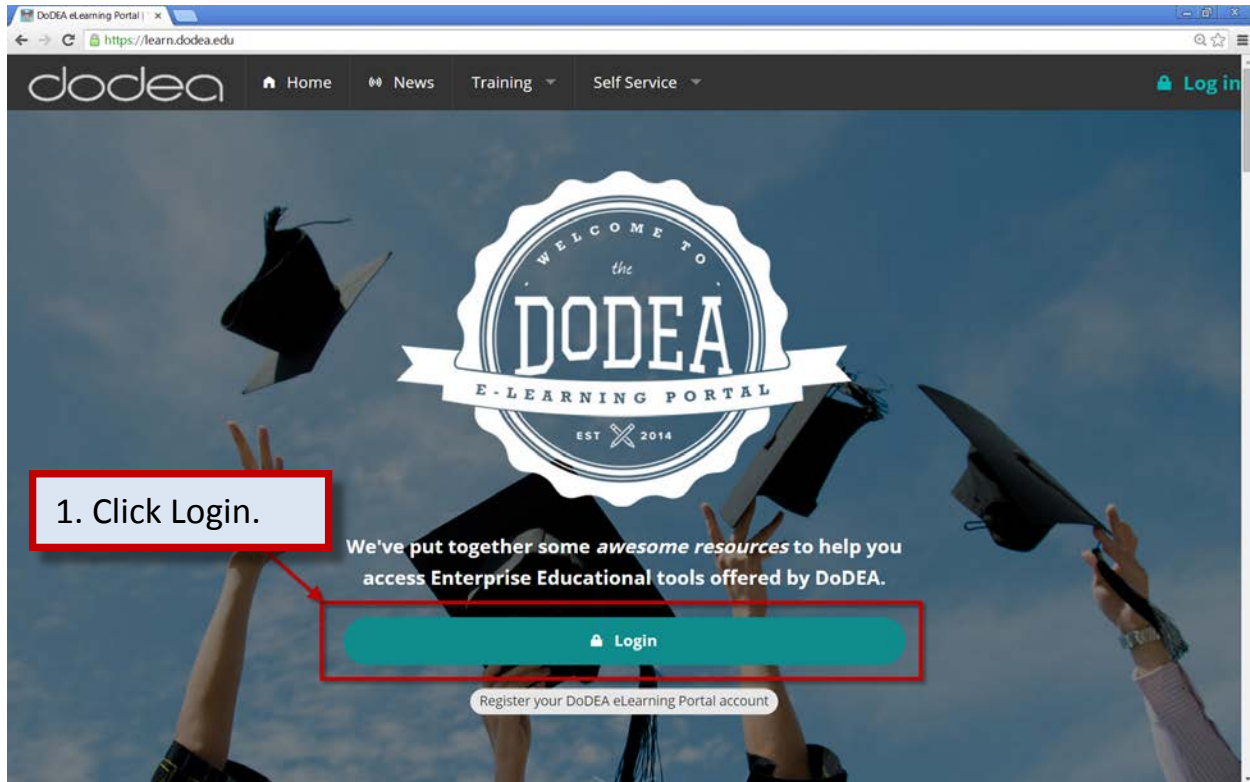 DoDEA eLearning Portal |
https://learn.dodea.edu
dodea Home News Training Self Service Log in
WELCOME TO
the
DODEA
E-LEARNING PORTAL
EST 2014
1. Click Login.
We've put together some awesome resources to help you
access Enterprise Educational tools offered by DoDEA.
Login
Register your DoDEA eLearning Portal account